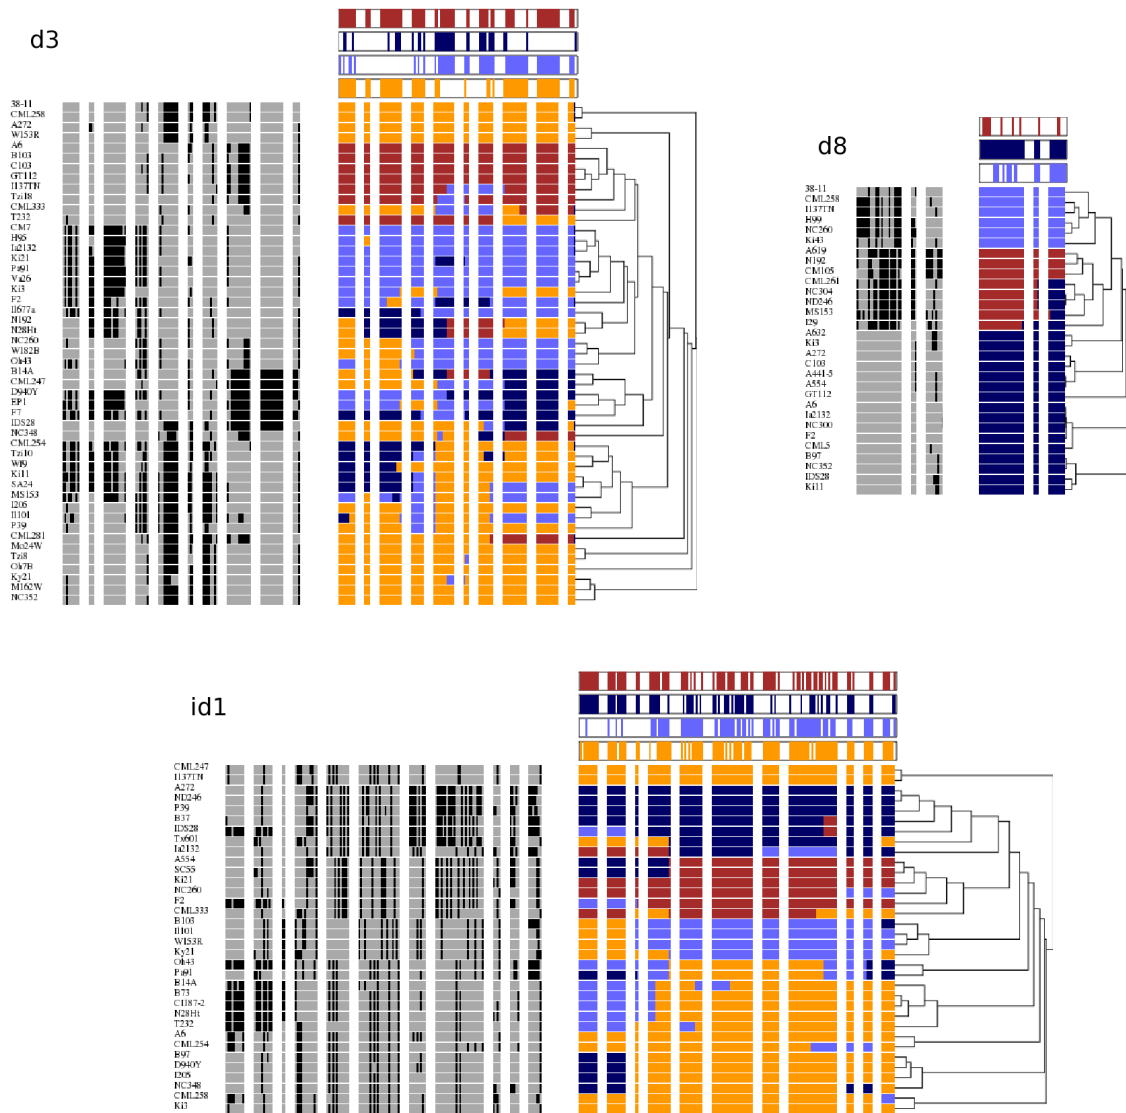 d3
38-11
CML258
A272
W153R
A6
B103
C103
GT112
I137TN
Tzi18
CML333
T232
CM7
H95
Ia2132
Ki21
Pa91
Va26
Ki3
F2
Il677a
N192
N28Ht
NC260
W182B
Oh43
B14A
CML247
D940Y
EP1
F7
IDS28
NC348
CML254
Tzi10
Wf9
Ki11
SA24
MS153
I205
Il101
P39
CML281
Mo24W
Tzi8
Oh7B
Ky21
M162W
NC352
d8
38-11
CML258
I137TN
H99
NC260
Ki43
A619
N192
CM105
CML261
NC304
ND246
MS153
I29
A632
Ki3
A272
C103
A441-5
A554
GT112
A6
Ia2132
NC300
F2
CML5
B97
NC352
IDS28
Ki11
id1
CML247
I137TN
A272
ND246
P39
B37
IDS28
Tx601
Ia2132
A554
SC55
Ki21
NC260
F2
CML333
B103
Il101
W153R
Ky21
Oh43
Pa91
B14A
B73
CI187-2
N28Ht
T232
A6
CML254
B97
D940Y
I205
NC348
CML258
Ki3